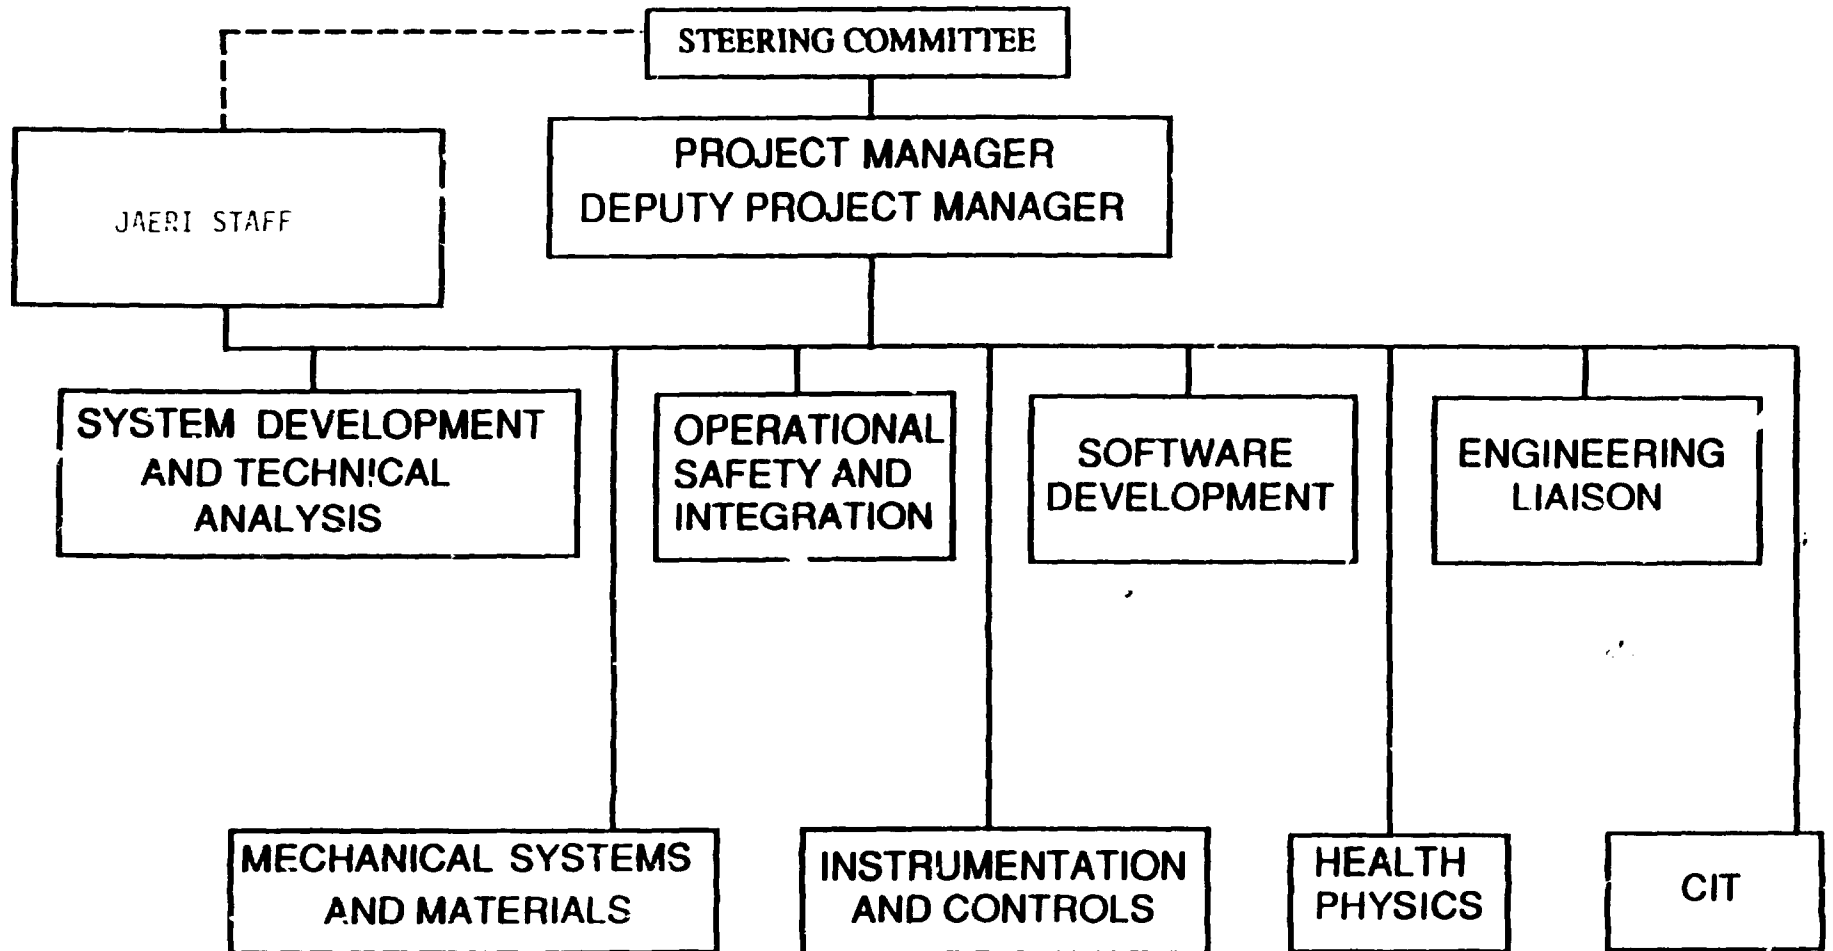 STEERING COMMITTEE
PROJECT MANAGER
DEPUTY PROJECT MANAGER
JAERI STAFF
SYSTEM DEVELOPMENT
AND TECHNICAL
ANALYSIS
OPERATIONAL
SAFETY AND
INTEGRATION
SOFTWARE
DEVELOPMENT
ENGINEERING
LIAISON
MECHANICAL SYSTEMS
AND MATERIALS
INSTRUMENTATION
AND CONTROLS
HEALTH
PHYSICS
CIT